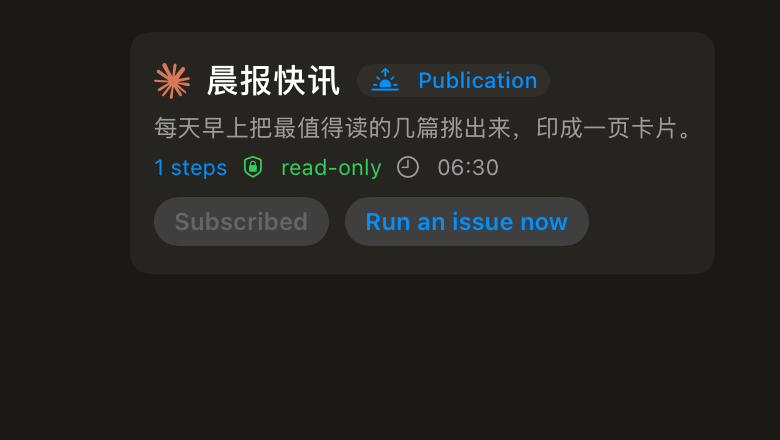 晨报快讯 Publication
每天早上把最值得读的几篇挑出来，印成一页卡片。
1 steps read-only 06:30
Subscribed Run an issue now